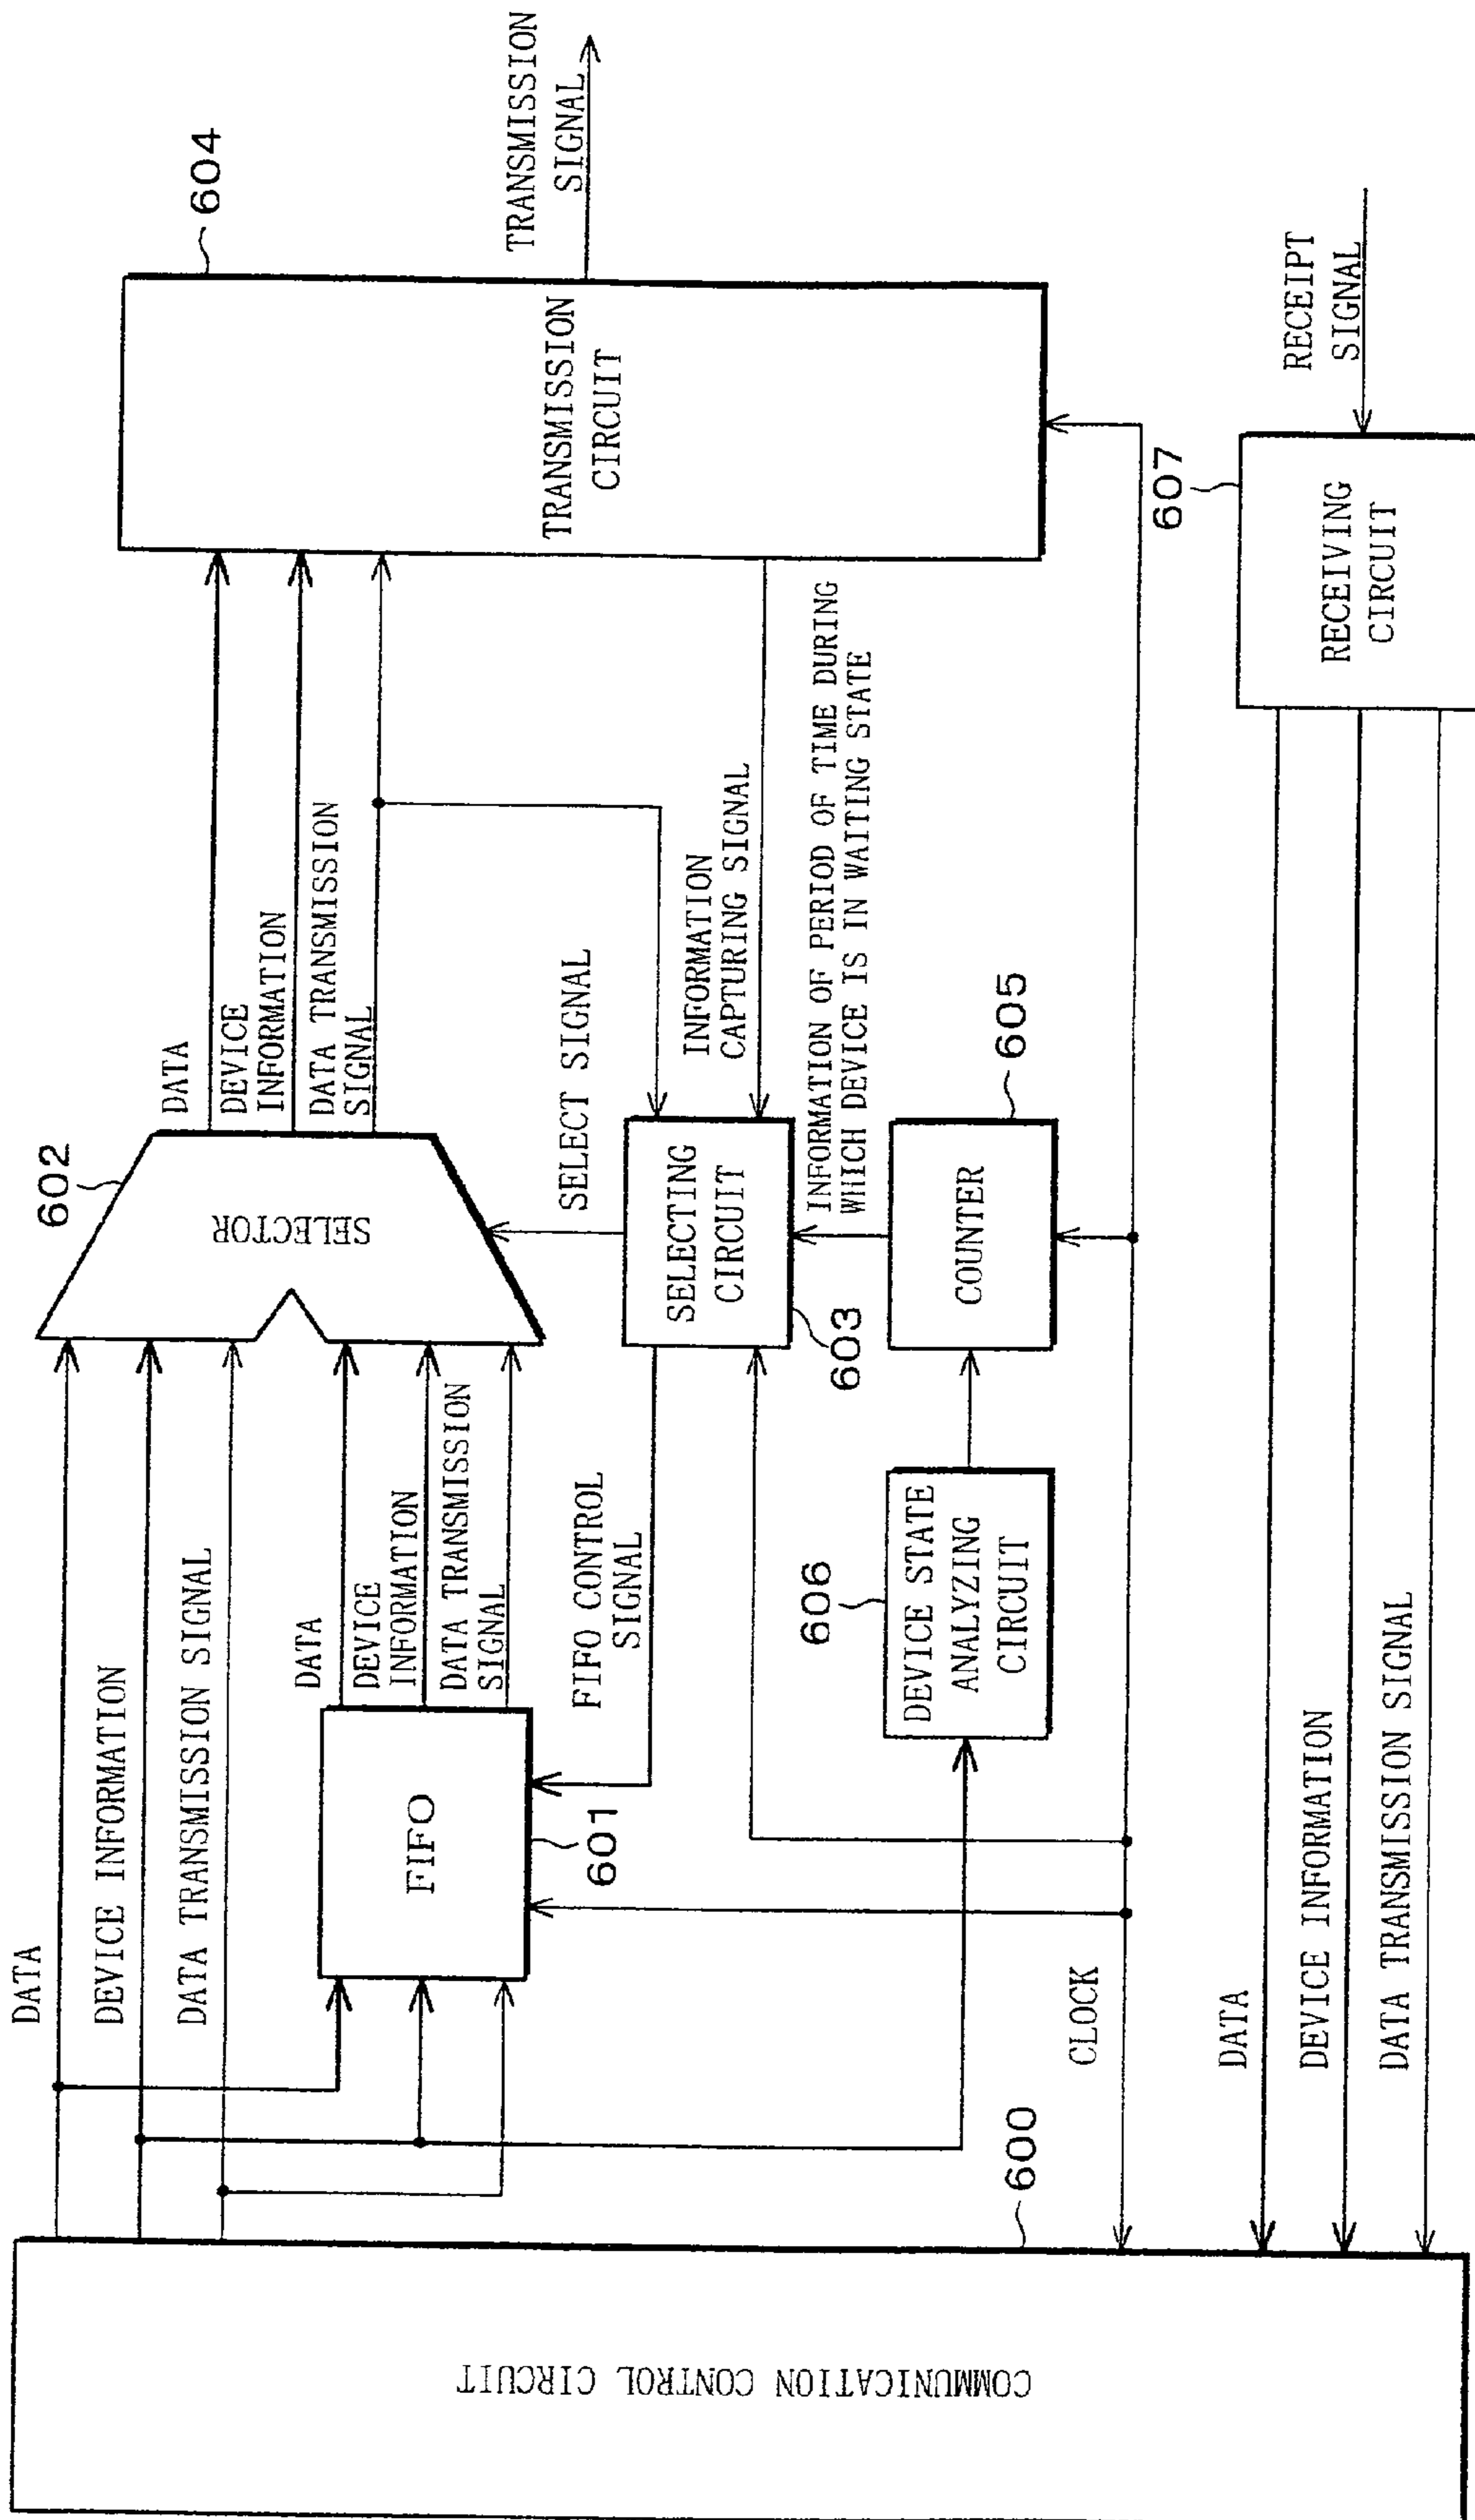 604
TRANSMISSION
SIGNAL
TRANSMISSION
CIRCUIT
RECEIPT
SIGNAL
607
RECEIVING
CIRCUIT
602
SELECTOR
DATA
DEVICE
INFORMATION
DATA TRANSMISSION
SIGNAL
SELECT SIGNAL
INFORMATION
CAPTURING SIGNAL
INFORMATION OF PERIOD OF TIME DURING
WHICH DEVICE IS IN WAITING STATE
SELECTING
CIRCUIT
603
605
COUNTER
DATA
DEVICE INFORMATION
DATA TRANSMISSION SIGNAL
DATA
DEVICE
INFORMATION
DATA TRANSMISSION
SIGNAL
FIFO CONTROL
SIGNAL
FIFO
601
606
DEVICE STATE
ANALYZING
CIRCUIT
CLOCK
DATA
DEVICE INFORMATION
DATA TRANSMISSION SIGNAL
600
COMMUNICATION CONTROL CIRCUIT